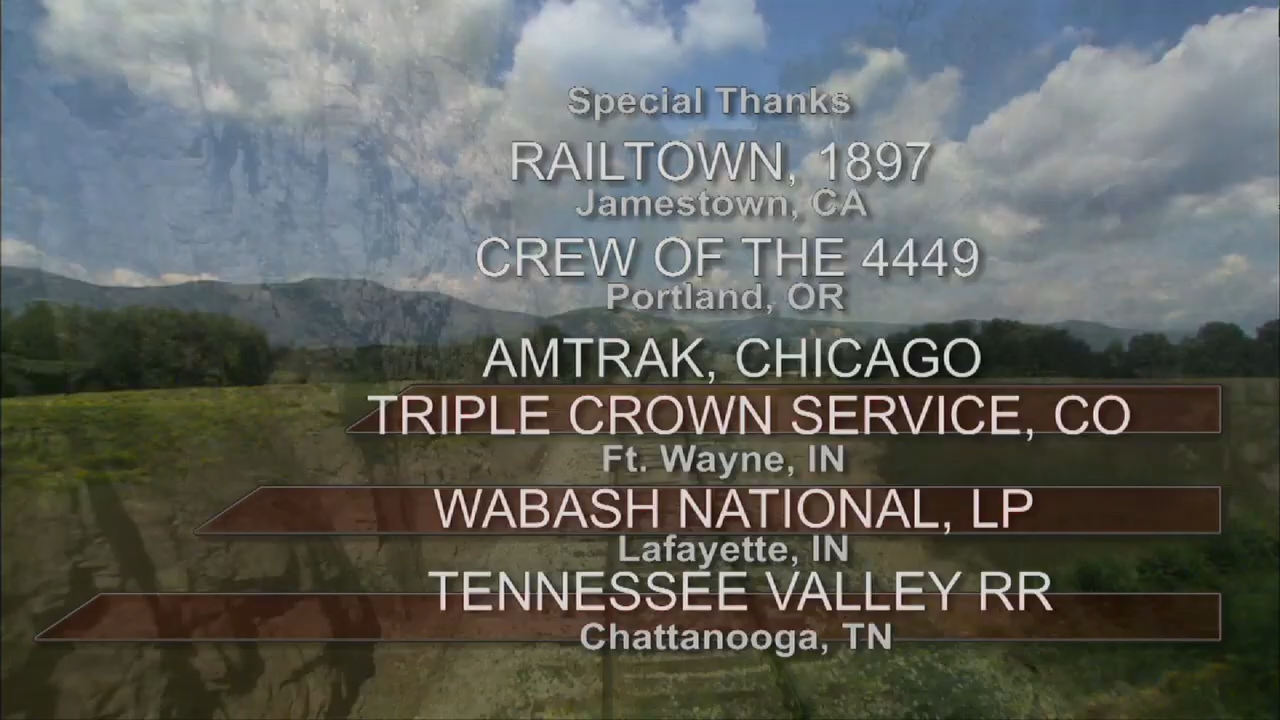 Special Thanks
RAILTOWN, 1897
Jamestown, CA
CREW OF THE 4449
Portland, OR
AMTRAK, CHICAGO
TRIPLE CROWN SERVICE, CO
Ft. Wayne, IN
WABASH NATIONAL, LP
Lafayette, IN
TENNESSEE VALLEY RR
Chattanooga, TN